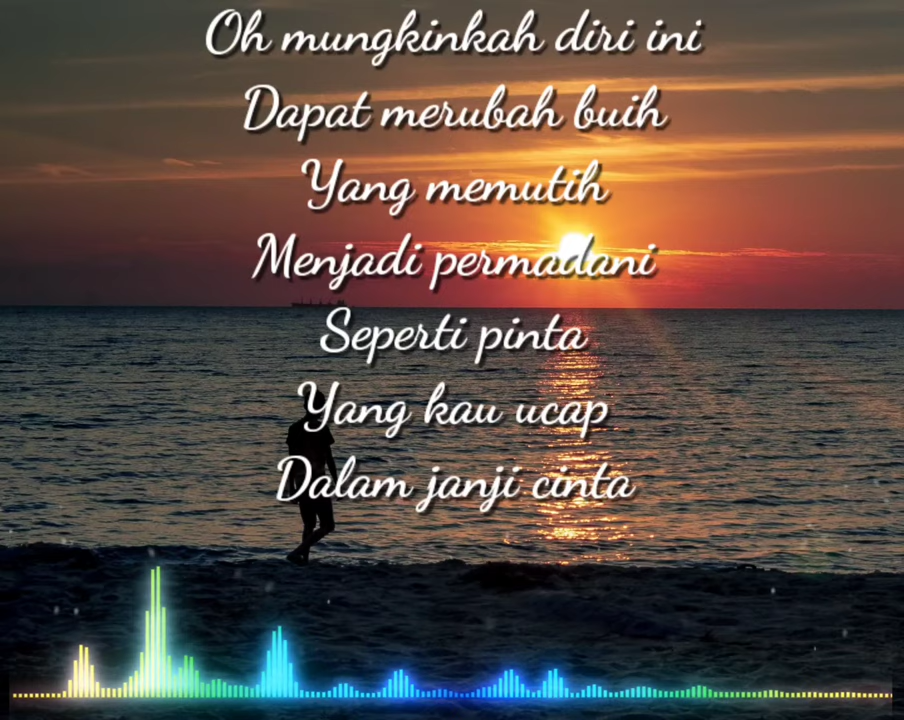 Oh mungkinkah diri ini
Dapat merubah buih
Yang memutih
Menjadi permadani
Seperti pinta
Yang kau ucap
Dalam janji cinta